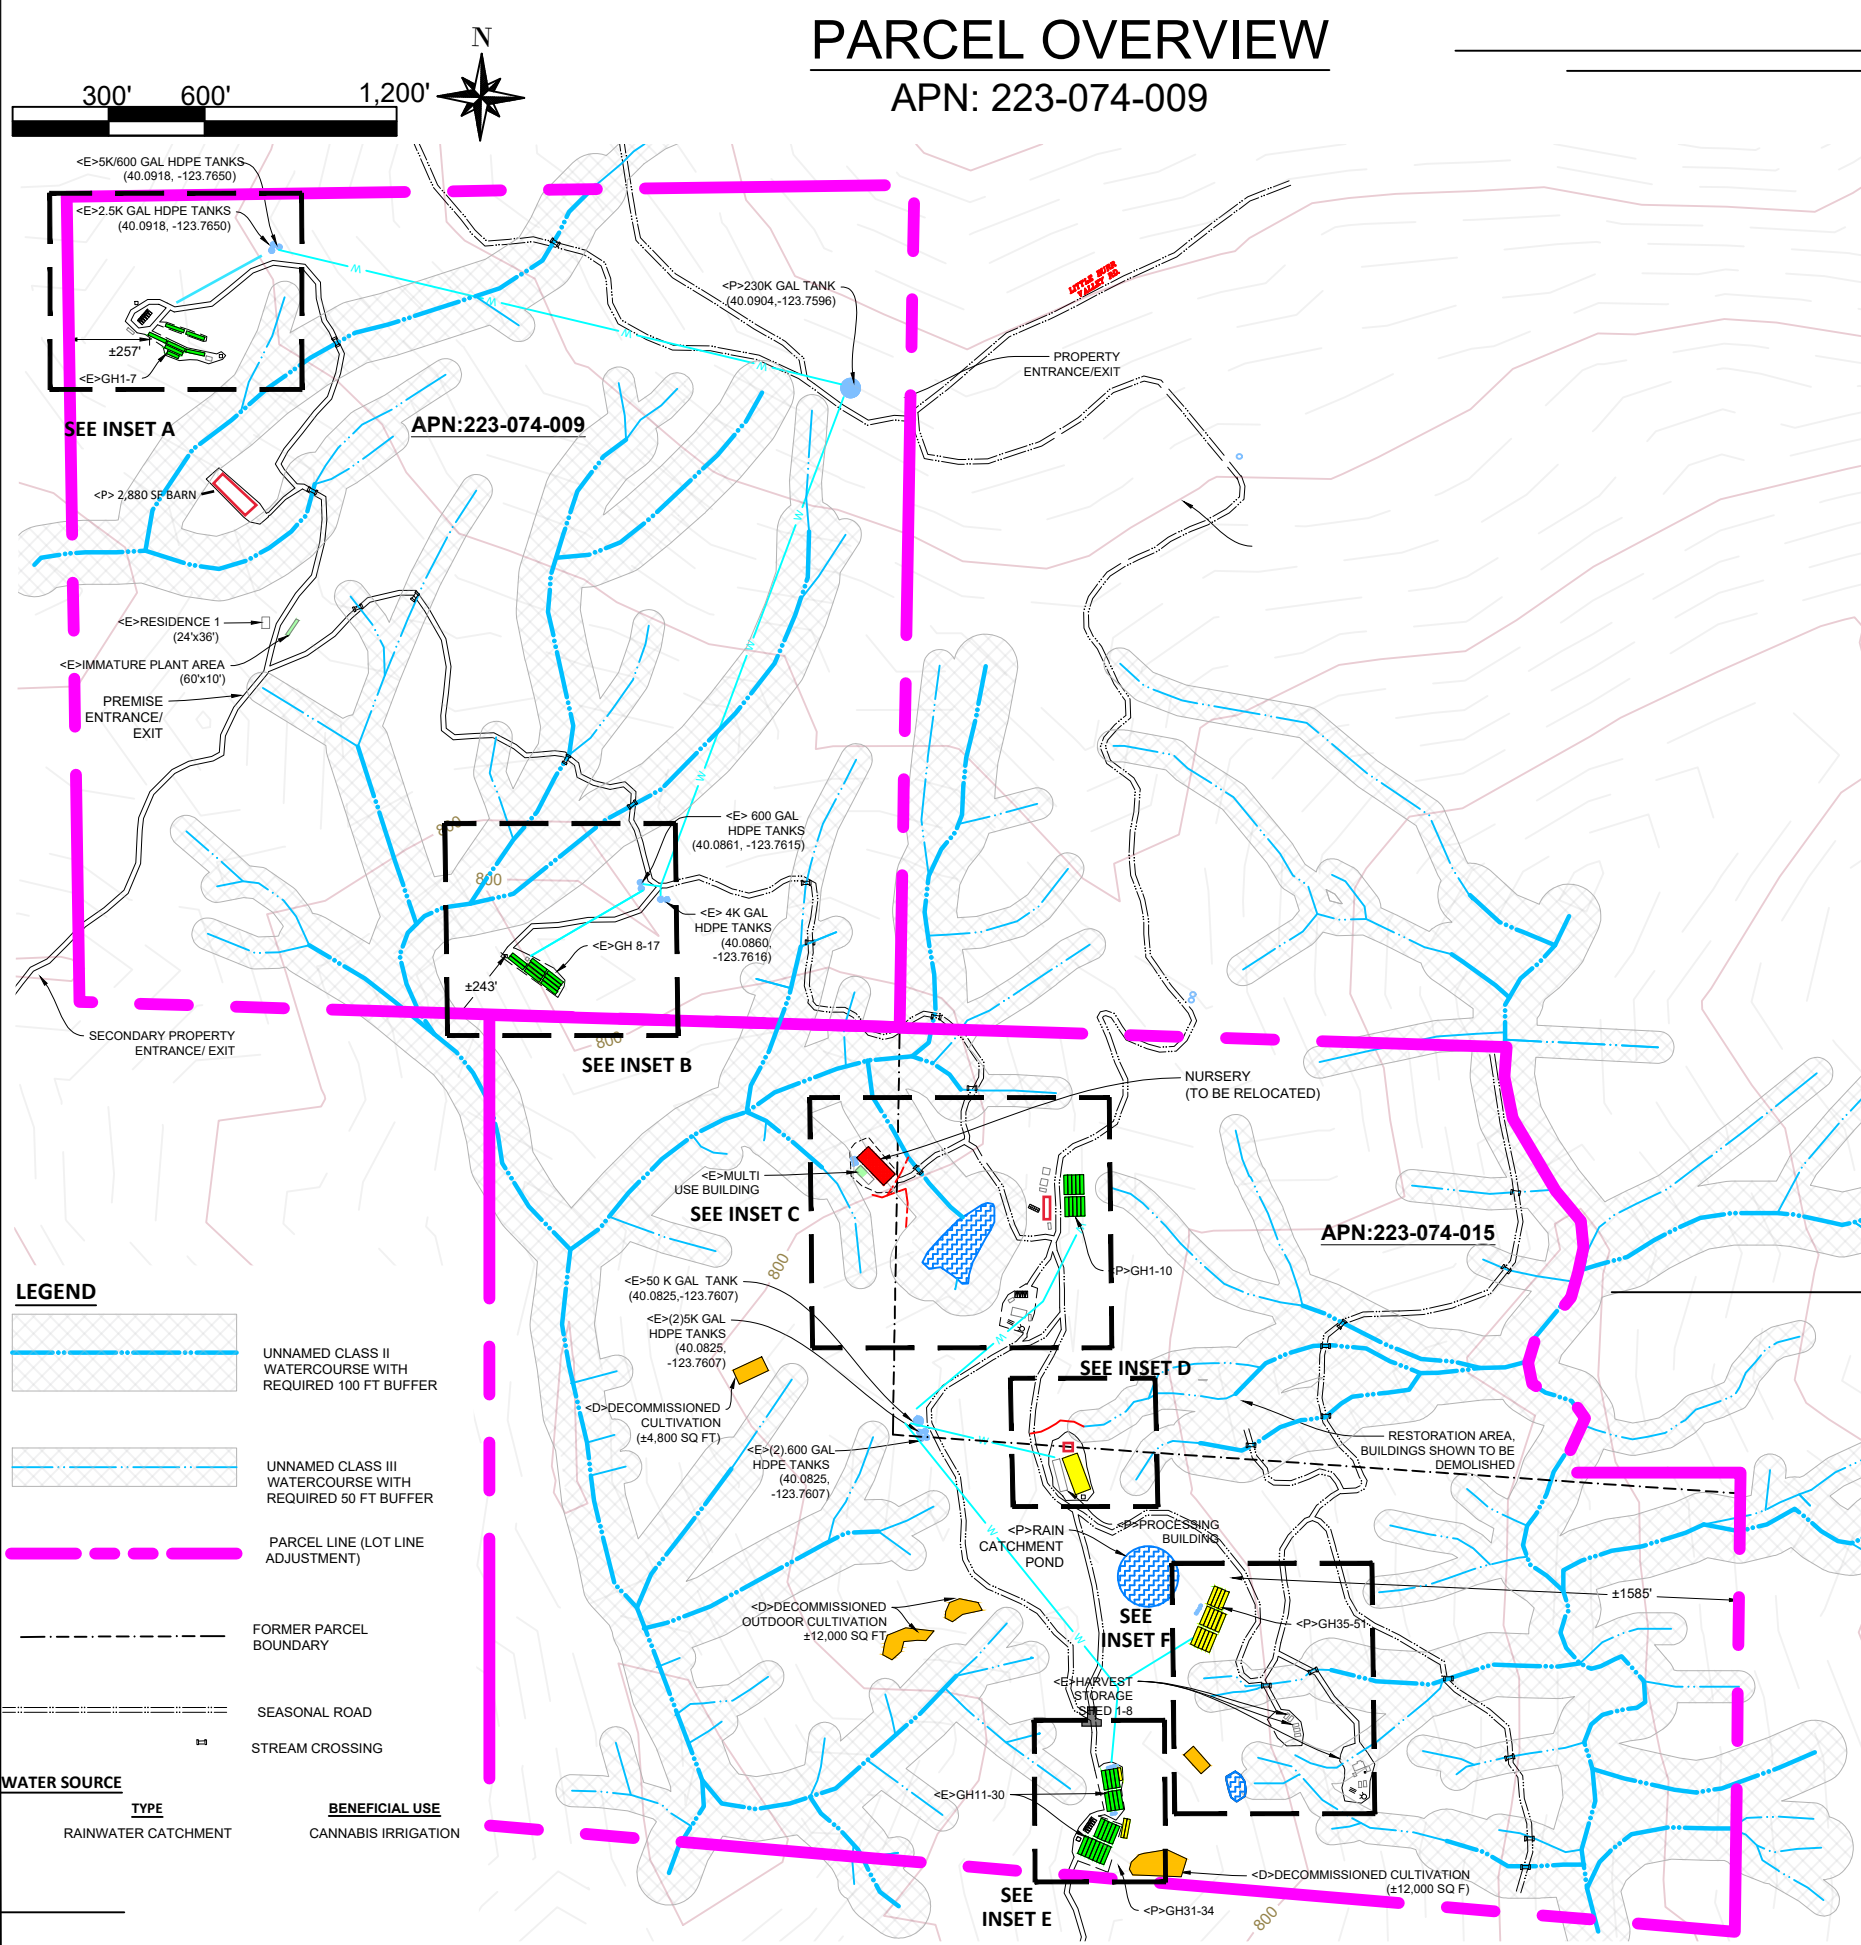 PARCEL OVERVIEW
APN: 223-074-009
N
300'
600'
1,200'
<E>5K/600 GAL HDPE TANKS
(40.0918, -123.7650)
<E>2.5K GAL HDPE TANKS
(40.0918, -123.7650)
±257'
<E>GH1-7
SEE INSET A
APN:223-074-009
<P>230K GAL TANK
(40.0904,-123.7596)
LITTLE BURR
VALLEY RD.
PROPERTY
ENTRANCE/EXIT
<P> 2,880 SF BARN
<E>RESIDENCE 1
(24'x36')
<E>IMMATURE PLANT AREA
(60'x10')
PREMISE
ENTRANCE/
EXIT
W
W
W
W
W
W
W
800
800
<E> 600 GAL
HDPE TANKS
(40.0861, -123.7615)
<E> 4K GAL
HDPE TANKS
(40.0860,
-123.7616)
<E>GH 8-17
±243'
SECONDARY PROPERTY
ENTRANCE/ EXIT
800
SEE INSET B
NURSERY
(TO BE RELOCATED)
<E>MULTI
USE BUILDING
SEE INSET C
APN:223-074-015
800
<P>GH1-10
<E>50 K GAL TANK
(40.0825,-123.7607)
<E>(2)5K GAL
HDPE TANKS
(40.0825,
-123.7607)
W
SEE INSET D
<D>DECOMMISSIONED
CULTIVATION
(±4,800 SQ FT)
<E>(2).600 GAL
HDPE TANKS
(40.0825,
-123.7607)
W
RESTORATION AREA,
BUILDINGS SHOWN TO BE
DEMOLISHED
W
<P>RAIN
CATCHMENT
POND
<P>PROCESSING
BUILDING
±1585'
<D>DECOMMISSIONED
OUTDOOR CULTIVATION
±12,000 SQ FT
SEE
INSET F
<P>GH35-51
W
<E>HARVEST
STORAGE
SHED 1-8
<E>GH11-30
<D>DECOMMISSIONED CULTIVATION
(±12,000 SQ F)
SEE
INSET E
<P>GH31-34
800
LEGEND
UNNAMED CLASS II
WATERCOURSE WITH
REQUIRED 100 FT BUFFER
UNNAMED CLASS III
WATERCOURSE WITH
REQUIRED 50 FT BUFFER
PARCEL LINE (LOT LINE
ADJUSTMENT)
FORMER PARCEL
BOUNDARY
SEASONAL ROAD
STREAM CROSSING
WATER SOURCE
TYPE
BENEFICIAL USE
RAINWATER CATCHMENT
CANNABIS IRRIGATION